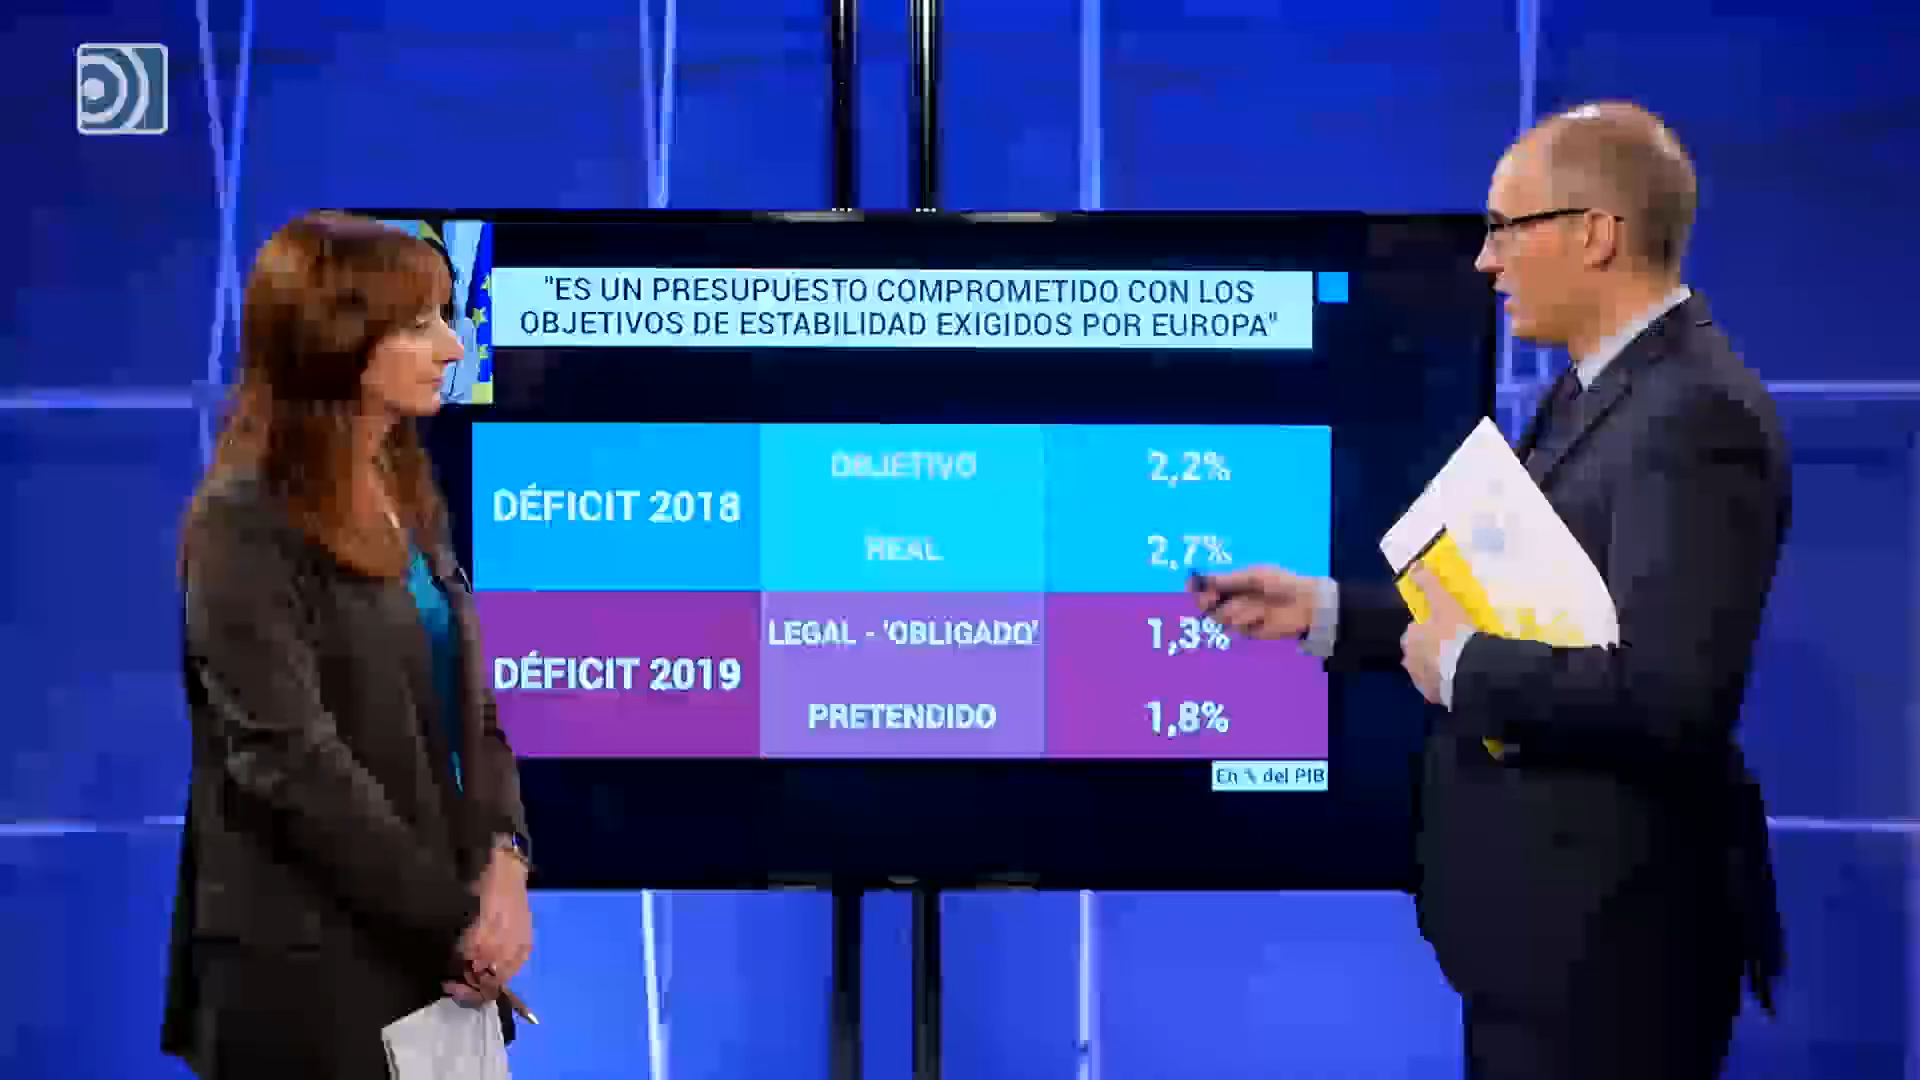 "ES UN PRESUPUESTO COMPROMETIDO CON LOS
OBJETIVOS DE ESTABILIDAD EXIGIDOS POR EUROPA"
DÉFICIT 2018
OBJETIVO
2,2%
REAL
2,7%
DÉFICIT 2019
LEGAL - 'OBLIGADO'
1,3%
PRETENDIDO
1,8%
En % del PIB